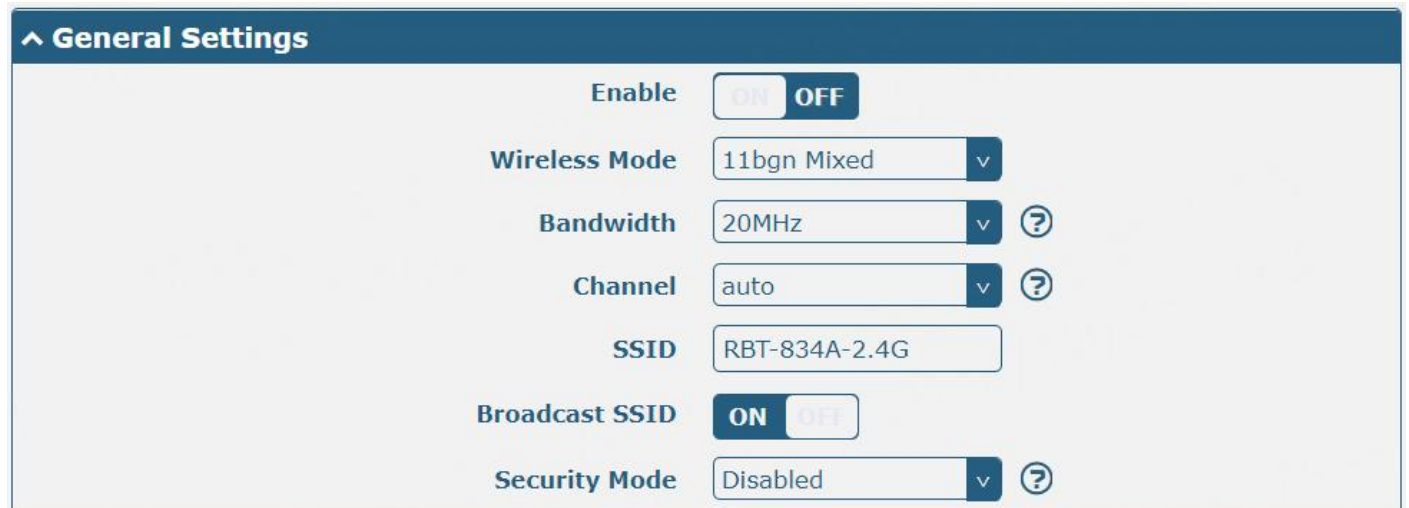 General Settings
Enable ON OFF
Wireless Mode 11bgn Mixed v
Bandwidth 20MHz v ?
Channel auto v ?
SSID RBT-834A-2.4G
Broadcast SSID ON OFF
Security Mode Disabled v ?